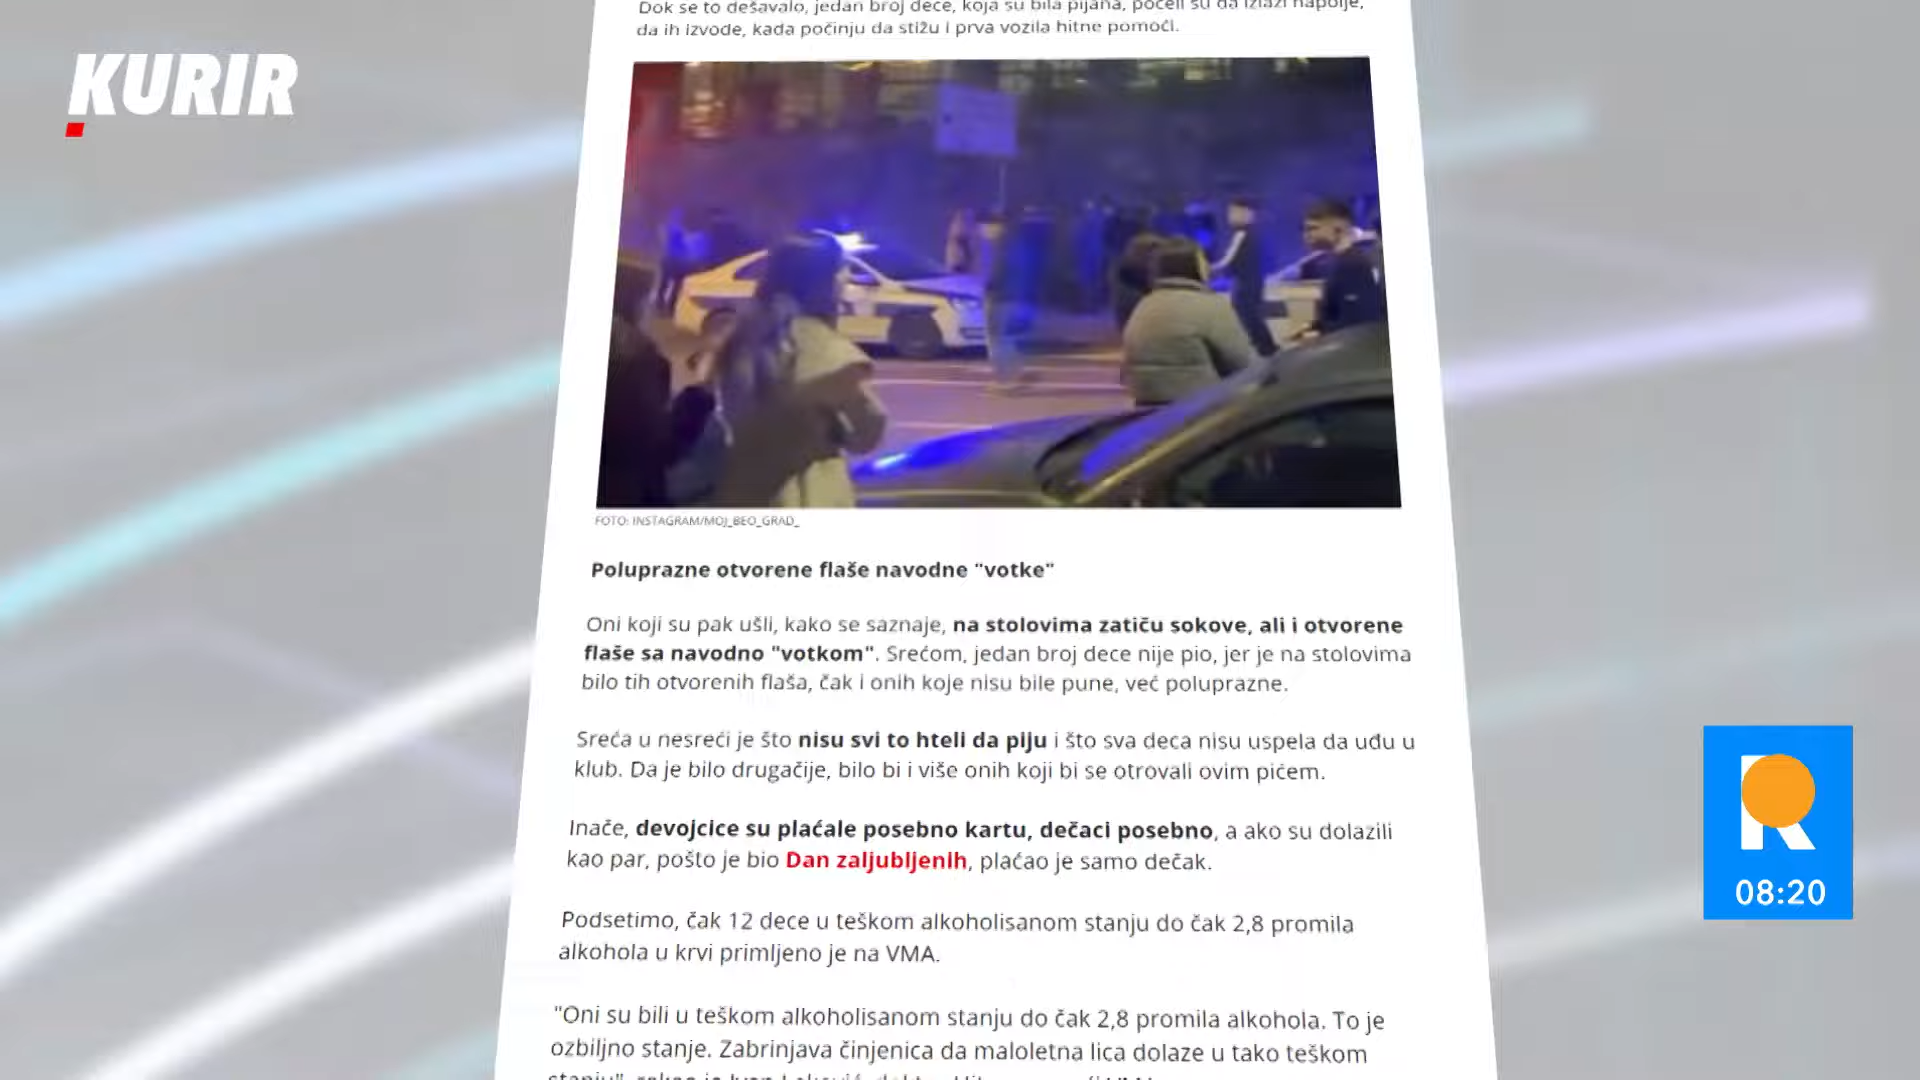 KURIR
Dok se to dešavalo, jedan broj dece, koja su bila pijana, počeli su da izlazi napolje,
da ih izvode, kada počinju da stižu i prva vozila hitne pomoći.
FOTO: INSTAGRAM/MOJ_BEO_GRAD_
Poluprazne otvorene flaše navodne "votke"
Oni koji su pak ušli, kako se saznaje, na stolovima zatiču sokove, ali i otvorene
flaše sa navodno "votkom". Srećom, jedan broj dece nije pio, jer je na stolovima
bilo tih otvorenih flaša, čak i onih koje nisu bile pune, već poluprazne.
Sreća u nesreći je što nisu svi to hteli da piju i što sva deca nisu uspela da uđu u
klub. Da je bilo drugačije, bilo bi i više onih koji bi se otrovali ovim pićem.
Inače, devojcice su plaćale posebno kartu, dečaci posebno, a ako su dolazili
kao par, pošto je bio Dan zaljubljenih, plaćao je samo dečak.
Podsetimo, čak 12 dece u teškom alkoholisanom stanju do čak 2,8 promila
alkohola u krvi primljeno je na VMA.
"Oni su bili u teškom alkoholisanom stanju do čak 2,8 promila alkohola. To je
ozbiljno stanje. Zabrinjava činjenica da maloletna lica dolaze u tako teškom
R
08:20